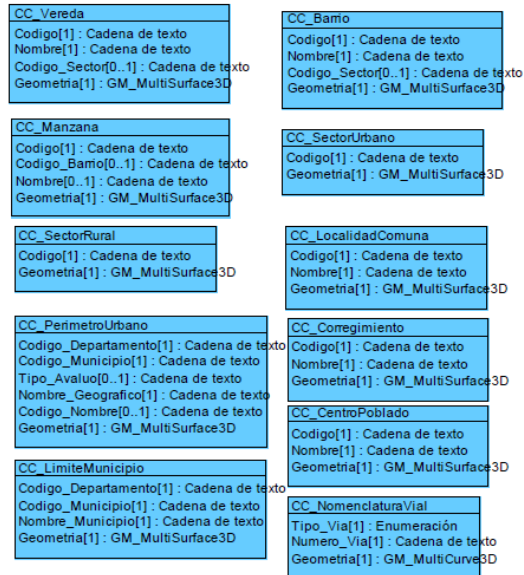 CC_Vereda
Codigo[1] : Cadena de texto
Nombre[1] : Cadena de texto
Codigo_Sector[0..1] : Cadena de texto
Geometria[1] : GM_MultiSurface3D
CC_Barrio
Codigo[1] : Cadena de texto
Nombre[1] : Cadena de texto
Codigo_Sector[0..1] : Cadena de texto
Geometria[1] : GM_MultiSurface3D
CC_Manzana
Codigo[1] : Cadena de texto
Codigo_Barrio[0..1] : Cadena de texto
Nombre[0..1] : Cadena de texto
Geometria[1] : GM_MultiSurface3D
CC_SectorUrbano
Codigo[1] : Cadena de texto
Geometria[1] : GM_MultiSurface3D
CC_SectorRural
Codigo[1] : Cadena de texto
Geometria[1] : GM_MultiSurface3D
CC_LocalidadComuna
Codigo[1] : Cadena de texto
Nombre[1] : Cadena de texto
Geometria[1] : GM_MultiSurface3D
CC_PerimetroUrbano
Codigo_Departamento[1] : Cadena de texto
Codigo_Municipio[1] : Cadena de texto
Tipo_Avaluo[0..1] : Cadena de texto
Nombre_Geografico[1] : Cadena de texto
Codigo_Nombre[0..1] : Cadena de texto
Geometria[1] : GM_MultiSurface3D
CC_Corregimiento
Codigo[1] : Cadena de texto
Nombre[1] : Cadena de texto
Geometria[1] : GM_MultiSurface3D
CC_CentroPoblado
Codigo[1] : Cadena de texto
Nombre[1] : Cadena de texto
Geometria[1] : GM_MultiSurface3D
CC_LimiteMunicipio
Codigo_Departamento[1] : Cadena de texto
Codigo_Municipio[1] : Cadena de texto
Nombre_Municipio[1] : Cadena de texto
Geometria[1] : GM_MultiSurface3D
CC_NomenclaturaVial
Tipo_Via[1] : Enumeración
Numero_Via[1] : Cadena de texto
Geometria[1] : GM_MultiCurve3D